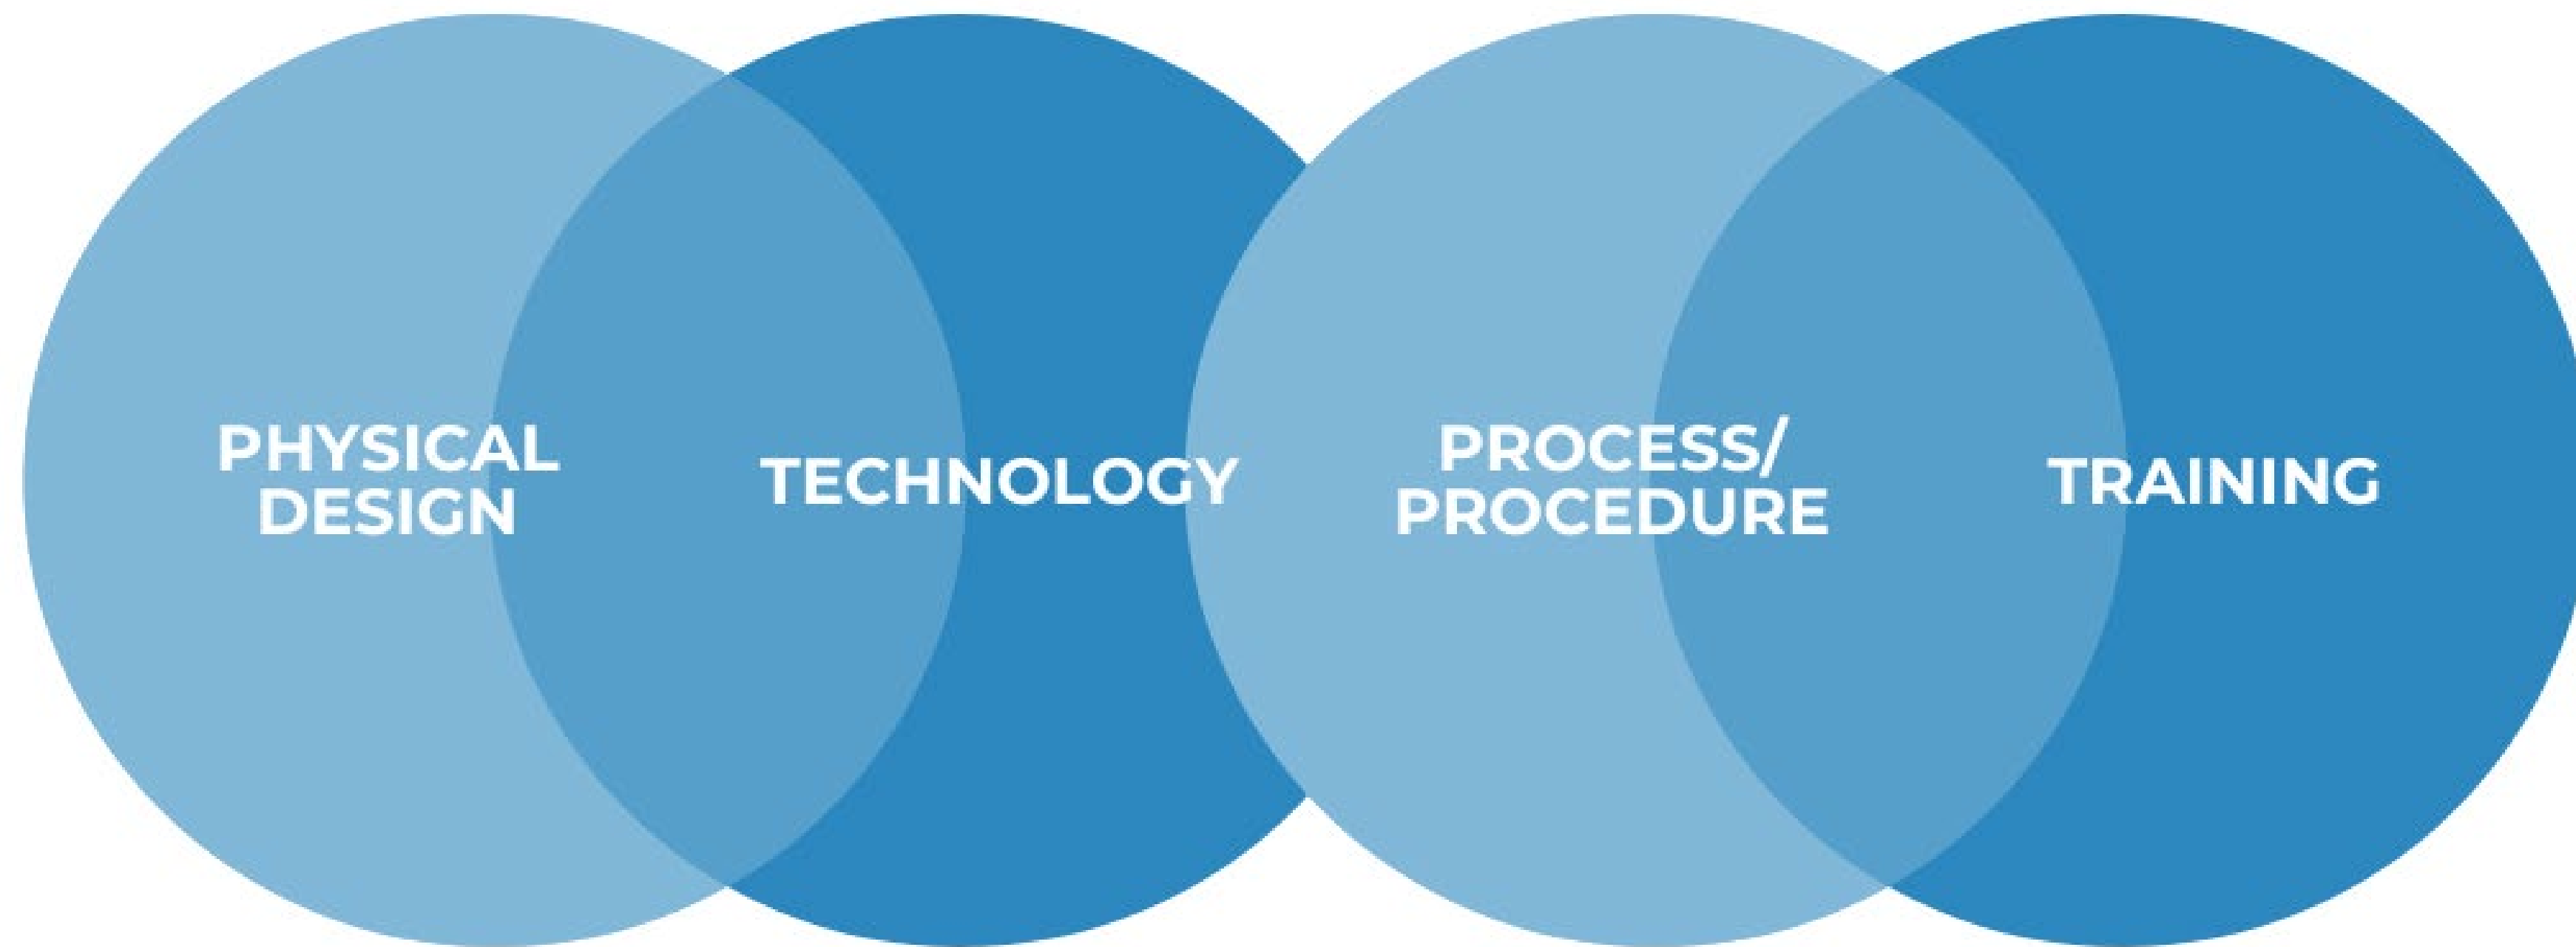 PHYSICAL
DESIGN
TECHNOLOGY
PROCESS/
PROCEDURE
TRAINING